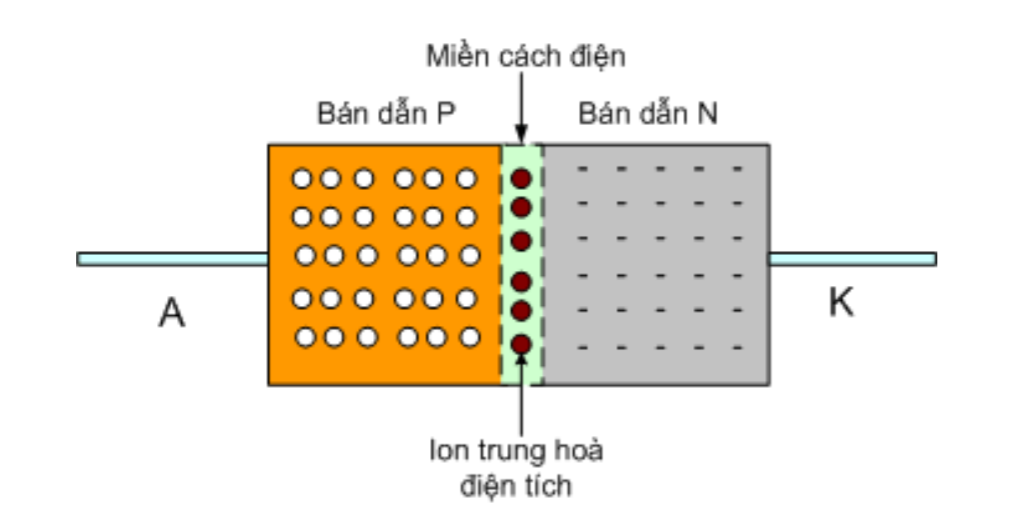 Miền cách điện
Bán dẫn P
Bán dẫn N
A
K
Ion trung hoà
điện tích